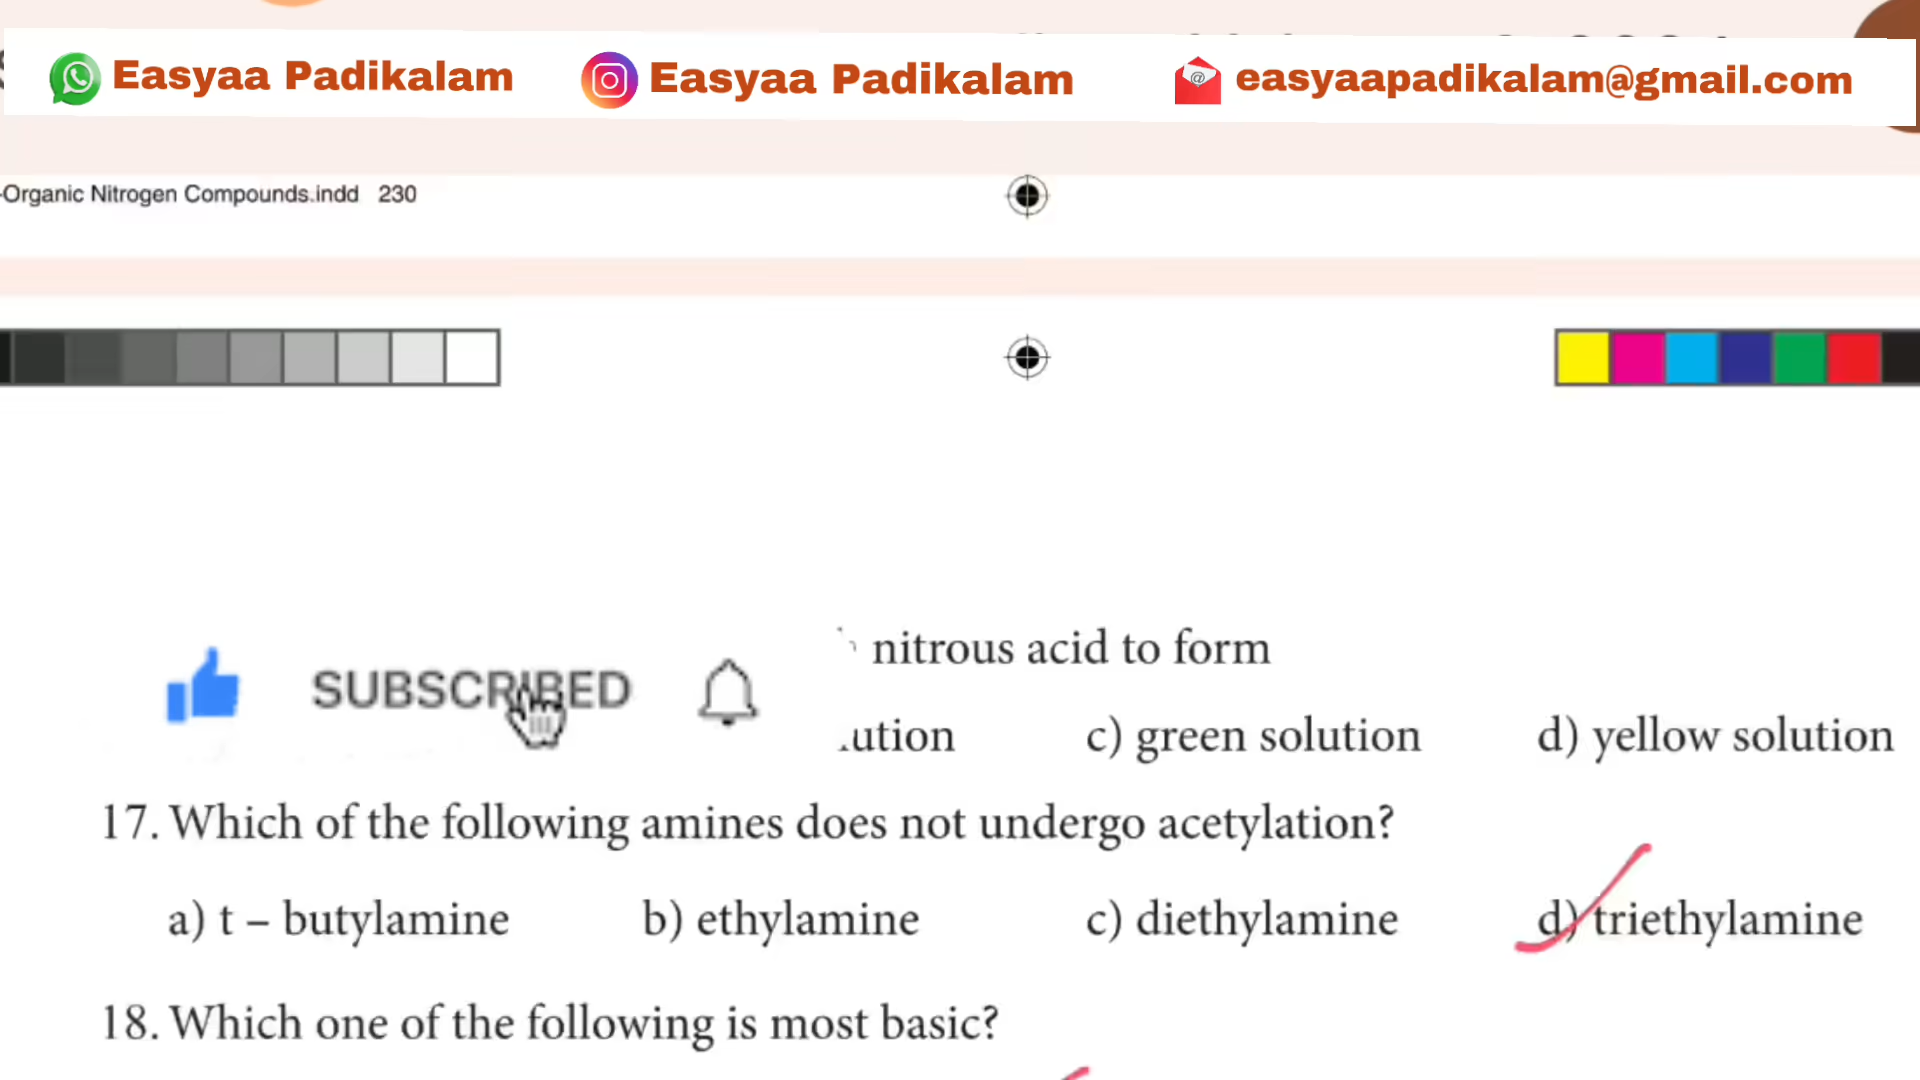 Easyaa Padikalam Easyaa Padikalam easyaapadikalam@gmail.com
-Organic Nitrogen Compounds.indd 230
nitrous acid to form
SUBSCRIBED
ution c) green solution d) yellow solution
17. Which of the following amines does not undergo acetylation?
a) t – butylamine b) ethylamine c) diethylamine d) triethylamine
18. Which one of the following is most basic?